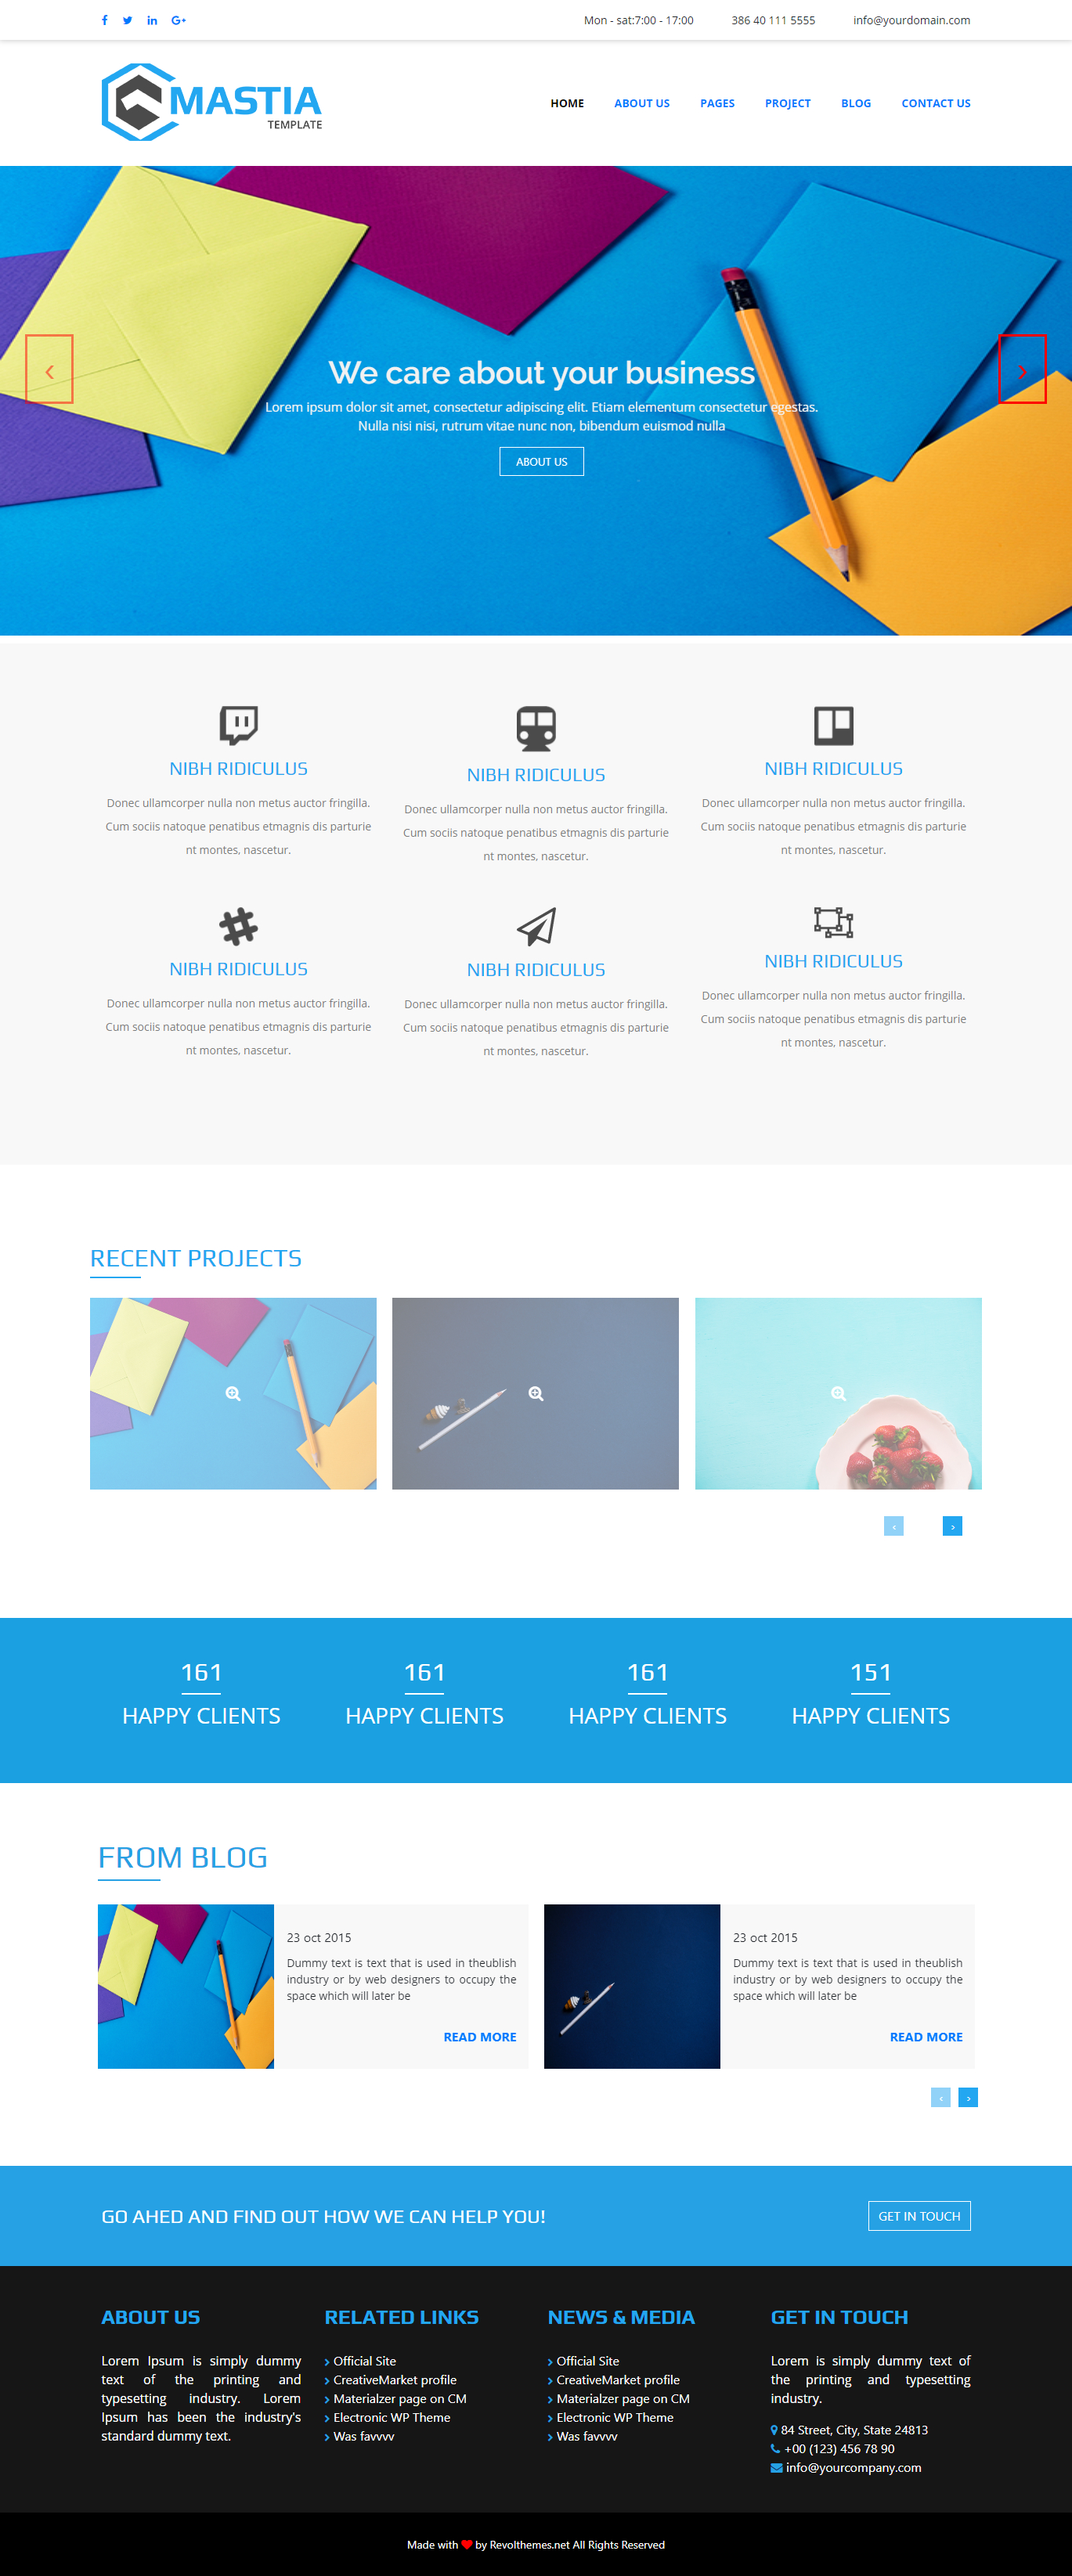 Mon - sat:7:00 - 17:00 386 40 111 5555 info@yourdomain.com
MASTIA
TEMPLATE
HOME ABOUT US PAGES PROJECT BLOG CONTACT US
We care about your business
Lorem ipsum dolor sit amet, consectetur adipiscing elit. Etiam elementum consectetur egestas.
Nulla nisi nisi, rutrum vitae nunc non, bibendum euismod nulla
ABOUT US
NIBH RIDICULUS
Donec ullamcorper nulla non metus auctor fringilla.
Cum sociis natoque penatibus etmagnis dis parturie
nt montes, nascetur.
NIBH RIDICULUS
Donec ullamcorper nulla non metus auctor fringilla.
Cum sociis natoque penatibus etmagnis dis parturie
nt montes, nascetur.
NIBH RIDICULUS
Donec ullamcorper nulla non metus auctor fringilla.
Cum sociis natoque penatibus etmagnis dis parturie
nt montes, nascetur.
NIBH RIDICULUS
Donec ullamcorper nulla non metus auctor fringilla.
Cum sociis natoque penatibus etmagnis dis parturie
nt montes, nascetur.
NIBH RIDICULUS
Donec ullamcorper nulla non metus auctor fringilla.
Cum sociis natoque penatibus etmagnis dis parturie
nt montes, nascetur.
NIBH RIDICULUS
Donec ullamcorper nulla non metus auctor fringilla.
Cum sociis natoque penatibus etmagnis dis parturie
nt montes, nascetur.
RECENT PROJECTS
161
HAPPY CLIENTS
161
HAPPY CLIENTS
161
HAPPY CLIENTS
151
HAPPY CLIENTS
FROM BLOG
23 oct 2015
Dummy text is text that is used in theublish
industry or by web designers to occupy the
space which will later be
READ MORE
23 oct 2015
Dummy text is text that is used in theublish
industry or by web designers to occupy the
space which will later be
READ MORE
GO AHED AND FIND OUT HOW WE CAN HELP YOU!
GET IN TOUCH
ABOUT US
Lorem Ipsum is simply dummy
text of the printing and
typesetting industry. Lorem
Ipsum has been the industry's
standard dummy text.
RELATED LINKS
Official Site
CreativeMarket profile
Materialzer page on CM
Electronic WP Theme
Was favvvv
NEWS & MEDIA
Official Site
CreativeMarket profile
Materialzer page on CM
Electronic WP Theme
Was favvvv
GET IN TOUCH
Lorem is simply dummy text of
the printing and typesetting
industry.
84 Street, City, State 24813
+00 (123) 456 78 90
info@yourcompany.com
Made with ❤ by Revolthemes.net All Rights Reserved